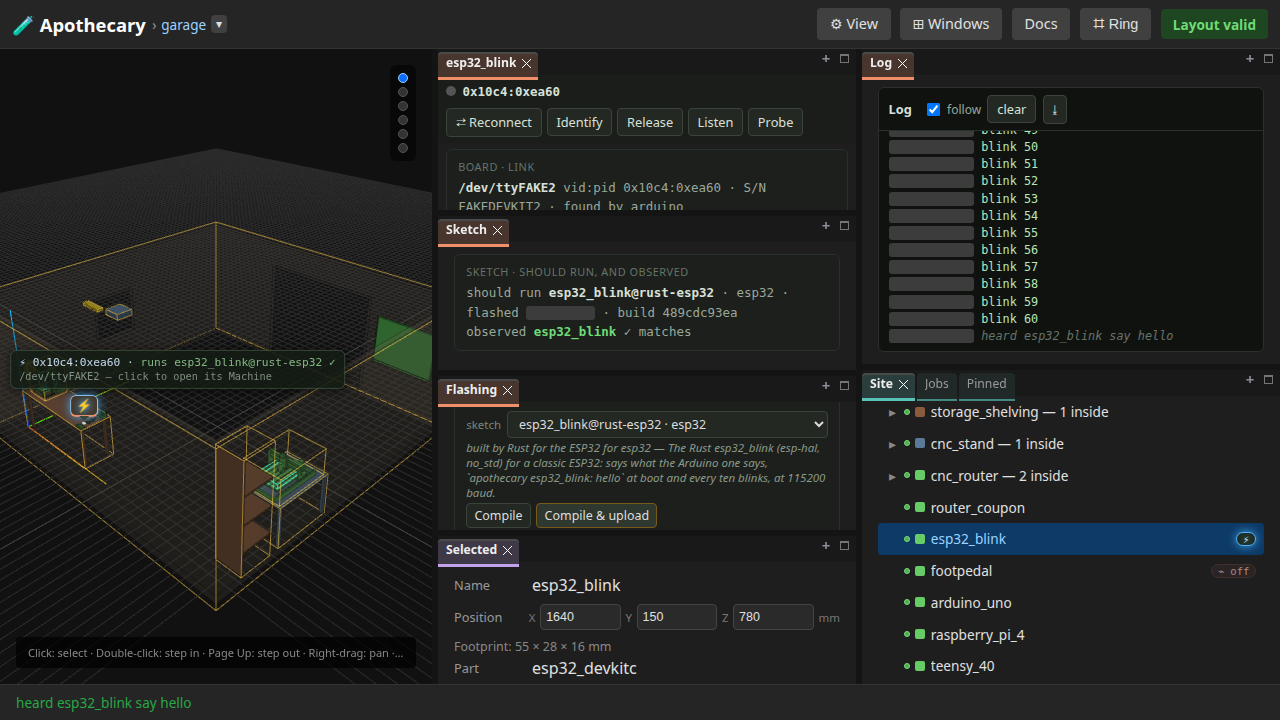 🧪 Apothecary › garage ▾
⚙ View
⊞ Windows
Docs
⌗ Ring
Layout valid
⚡ 0x10c4:0xea60 · runs esp32_blink@rust-esp32 ✓
/dev/ttyFAKE2 — click to open its Machine
Click: select · Double-click: step in · Page Up: step out · Right-drag: pan ·…
esp32_blink
0x10c4:0xea60
⇄ Reconnect
Identify
Release
Listen
Probe
BOARD · LINK
/dev/ttyFAKE2 vid:pid 0x10c4:0xea60 · S/N
FAKEDEVKIT2 · found by arduino
Sketch
SKETCH · SHOULD RUN, AND OBSERVED
should run esp32_blink@rust-esp32 · esp32 ·
flashed · build 489cdc93ea
observed esp32_blink ✓ matches
Flashing
sketch esp32_blink@rust-esp32 · esp32
built by Rust for the ESP32 for esp32 — The Rust esp32_blink (esp-hal,
no_std) for a classic ESP32: says what the Arduino one says,
`apothecary esp32_blink: hello` at boot and every ten blinks, at 115200
baud.
Compile
Compile & upload
Selected
Name esp32_blink
Position X 1640 Y 150 Z 780 mm
Footprint: 55 × 28 × 16 mm
Part esp32_devkitc
Log
Log follow clear ⤓
blink 49
blink 50
blink 51
blink 52
blink 53
blink 54
blink 55
blink 56
blink 57
blink 58
blink 59
blink 60
heard esp32_blink say hello
Site
Jobs
Pinned
▸ storage_shelving — 1 inside
▸ cnc_stand — 1 inside
▸ cnc_router — 2 inside
router_coupon
esp32_blink ⚡
footpedal ⌁ off
arduino_uno
raspberry_pi_4
teensy_40
heard esp32_blink say hello